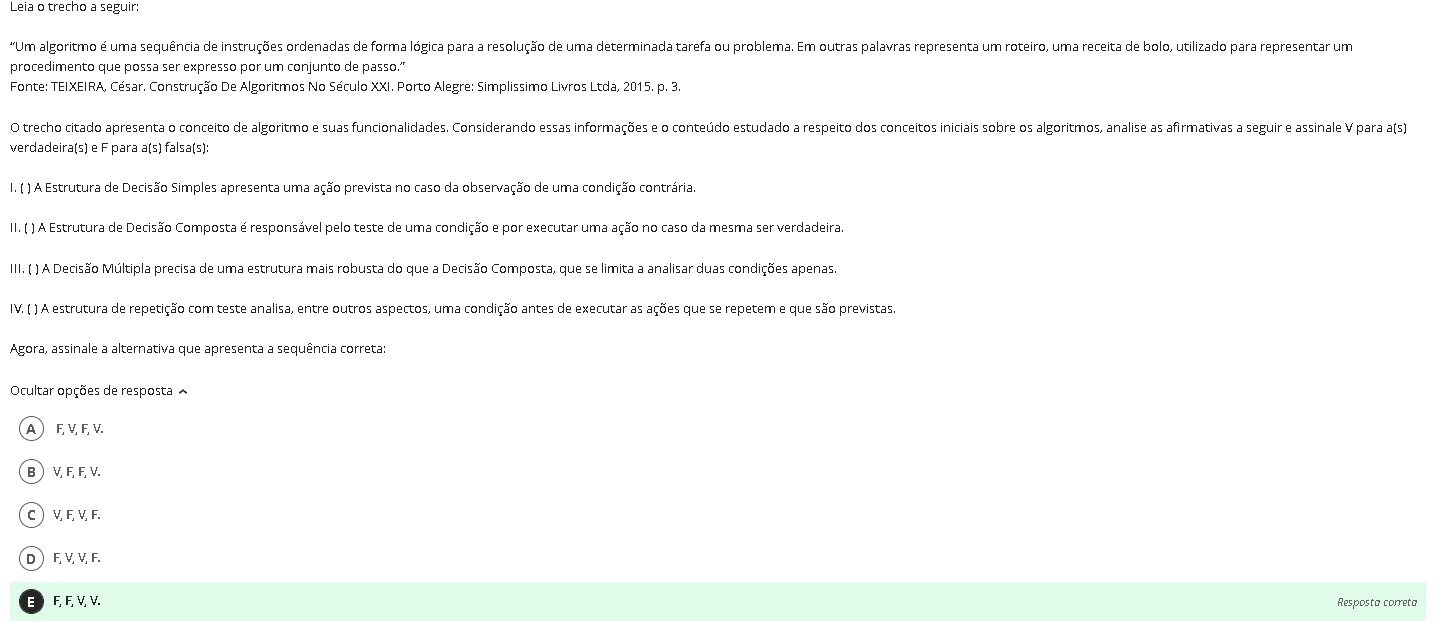 Leia o trecho a seguir:
“Um algoritmo é uma sequência de instruções ordenadas de forma lógica para a resolução de uma determinada tarefa ou problema. Em outras palavras representa um roteiro, uma receita de bolo, utilizado para representar um
procedimento que possa ser expresso por um conjunto de passo.”
Fonte: TEIXEIRA, César. Construção De Algoritmos No Século XXI. Porto Alegre: Simplissimo Livros Ltda, 2015. p. 3.
O trecho citado apresenta o conceito de algoritmo e suas funcionalidades. Considerando essas informações e o conteúdo estudado a respeito dos conceitos iniciais sobre os algoritmos, analise as afirmativas a seguir e assinale V para a(s)
verdadeira(s) e F para a(s) falsa(s):
I. ( ) A Estrutura de Decisão Simples apresenta uma ação prevista no caso da observação de uma condição contrária.
II. ( ) A Estrutura de Decisão Composta é responsável pelo teste de uma condição e por executar uma ação no caso da mesma ser verdadeira.
III. ( ) A Decisão Múltipla precisa de uma estrutura mais robusta do que a Decisão Composta, que se limita a analisar duas condições apenas.
IV. ( ) A estrutura de repetição com teste analisa, entre outros aspectos, uma condição antes de executar as ações que se repetem e que são previstas.
Agora, assinale a alternativa que apresenta a sequência correta:
Ocultar opções de resposta
A F, V, F, V.
B V, F, F, V.
C V, F, V, F.
D F, V, V, F.
E F, F, V, V. Resposta correta